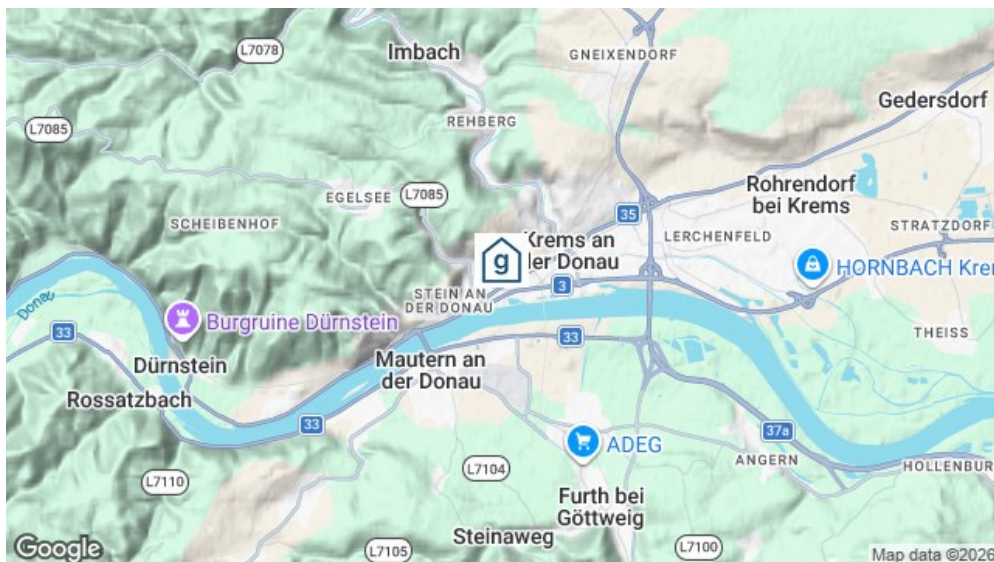 L7078
Imbach
GNEIXENDORF
Gedersdorf
L7085
REHBERG
Rohrendorf
bei Krems
EGELSEE
L7085
SCHEIBENHOF
35
STRATZDORF
LERCHENFELD
g
Krems an
der Donau
HORNBACH Krem
3
STEIN AN
DER DONAU
Donau
Burgruine Dürnstein
33
33
THEISS
Dürnstein
Mautern an
der Donau
Rossatzbach
33
37a
ADEG
ANGERN
L7110
L7104
HOLLENBUR
Furth bei
Göttweig
Steinaweg
L7105
L7100
Google
Map data ©2026